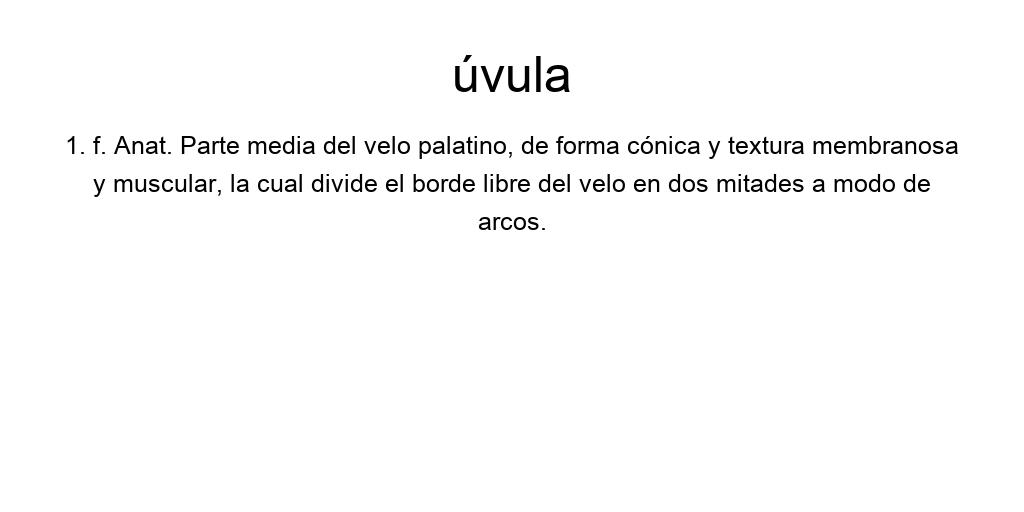 úvula
1. f. Anat. Parte media del velo palatino, de forma cónica y textura membranosa
y muscular, la cual divide el borde libre del velo en dos mitades a modo de
arcos.